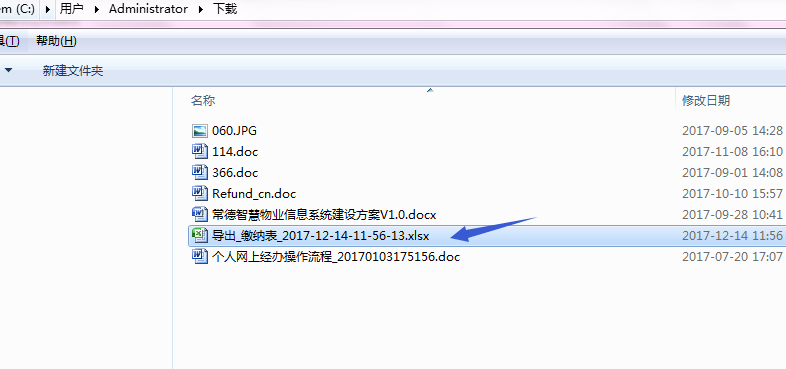 em (C:) ▸ 用户 ▸ Administrator ▸ 下载
具(T) 帮助(H)
新建文件夹
名称 修改日期
060.JPG 2017-09-05 14:28
114.doc 2017-11-08 16:10
366.doc 2017-09-01 14:08
Refund_cn.doc 2017-10-10 15:57
常德智慧物业信息系统建设方案V1.0.docx 2017-09-28 10:41
导出_缴纳表_2017-12-14-11-56-13.xlsx 2017-12-14 11:56
个人网上经办操作流程_20170103175156.doc 2017-07-20 17:07